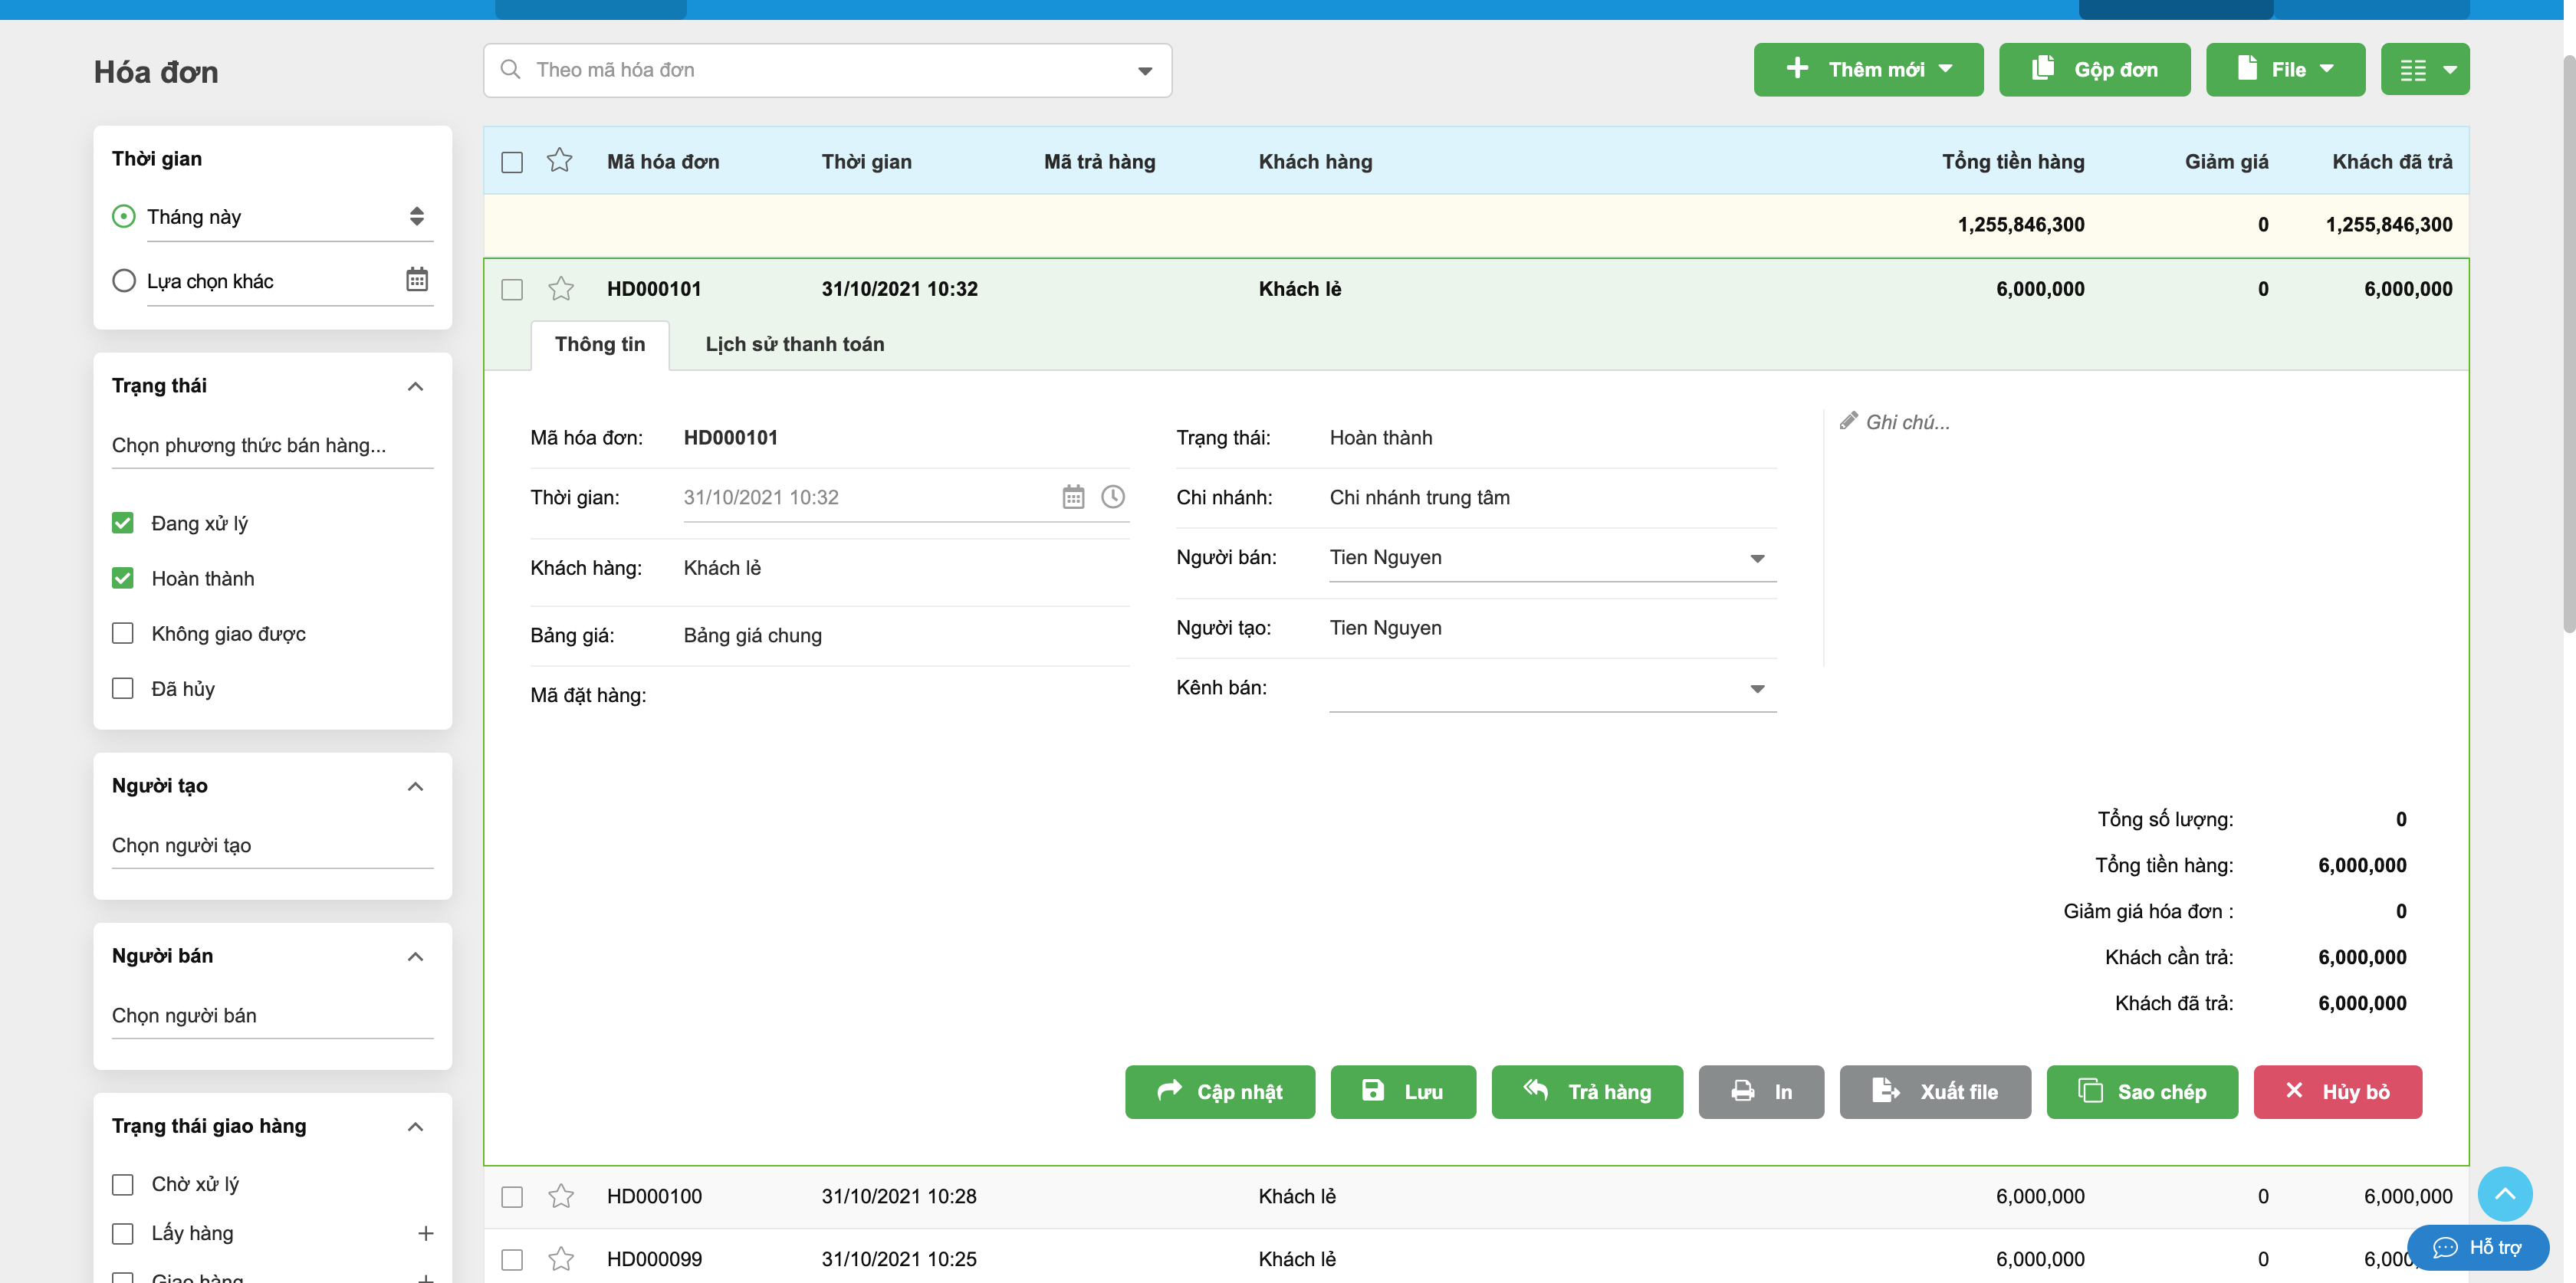 Hóa đơn
Theo mã hóa đơn
Thêm mới
Gộp đơn
File
Thời gian
Tháng này
Lựa chọn khác
Trạng thái
Chọn phương thức bán hàng...
Đang xử lý
Hoàn thành
Không giao được
Đã hủy
Người tạo
Chọn người tạo
Người bán
Chọn người bán
Trạng thái giao hàng
Chờ xử lý
Lấy hàng
Giao hàng
Mã hóa đơn Thời gian Mã trả hàng Khách hàng Tổng tiền hàng Giảm giá Khách đã trả
1,255,846,300 0 1,255,846,300
HD000101 31/10/2021 10:32 Khách lẻ 6,000,000 0 6,000,000
Thông tin Lịch sử thanh toán
Mã hóa đơn: HD000101
Thời gian: 31/10/2021 10:32
Khách hàng: Khách lẻ
Bảng giá: Bảng giá chung
Mã đặt hàng:
Trạng thái: Hoàn thành
Chi nhánh: Chi nhánh trung tâm
Người bán: Tien Nguyen
Người tạo: Tien Nguyen
Kênh bán:
Ghi chú...
Tổng số lượng: 0
Tổng tiền hàng: 6,000,000
Giảm giá hóa đơn : 0
Khách cần trả: 6,000,000
Khách đã trả: 6,000,000
Cập nhật Lưu Trả hàng In Xuất file Sao chép Hủy bỏ
HD000100 31/10/2021 10:28 Khách lẻ 6,000,000 0 6,000,000
HD000099 31/10/2021 10:25 Khách lẻ 6,000,000 0
Hỗ trợ